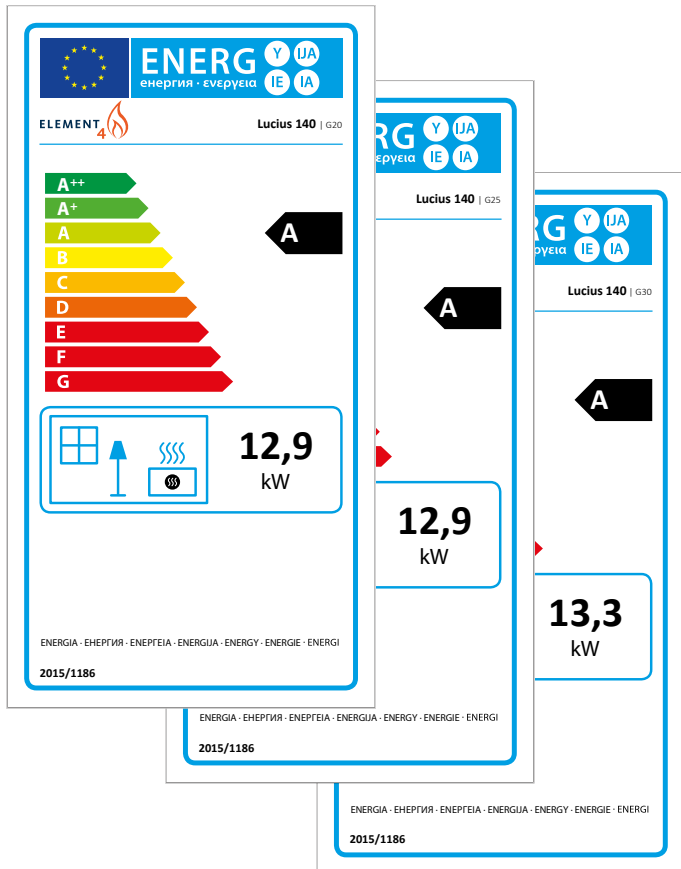 ENERG Y IJA
енергия · ενεργεια IE IA
ELEMENT 4
Lucius 140 | G20
A++
A+
A
B
C
D
E
F
G
A
12,9
kW
ENERGIA · ЕНЕРГИЯ · ΕΝΕΡΓΕΙΑ · ENERGIJA · ENERGY · ENERGIE · ENERGI
2015/1186
RG Y IJA
εργεια IE IA
Lucius 140 | G25
A
12,9
kW
ENERGIA · ЕНЕРГИЯ · ΕΝΕΡΓΕΙΑ · ENERGIJA · ENERGY · ENERGIE · ENERGI
2015/1186
G Y IJA
ργεια IE IA
Lucius 140 | G30
A
13,3
kW
ENERGIA · ЕНЕРГИЯ · ΕΝΕΡΓΕΙΑ · ENERGIJA · ENERGY · ENERGIE · ENERGI
2015/1186